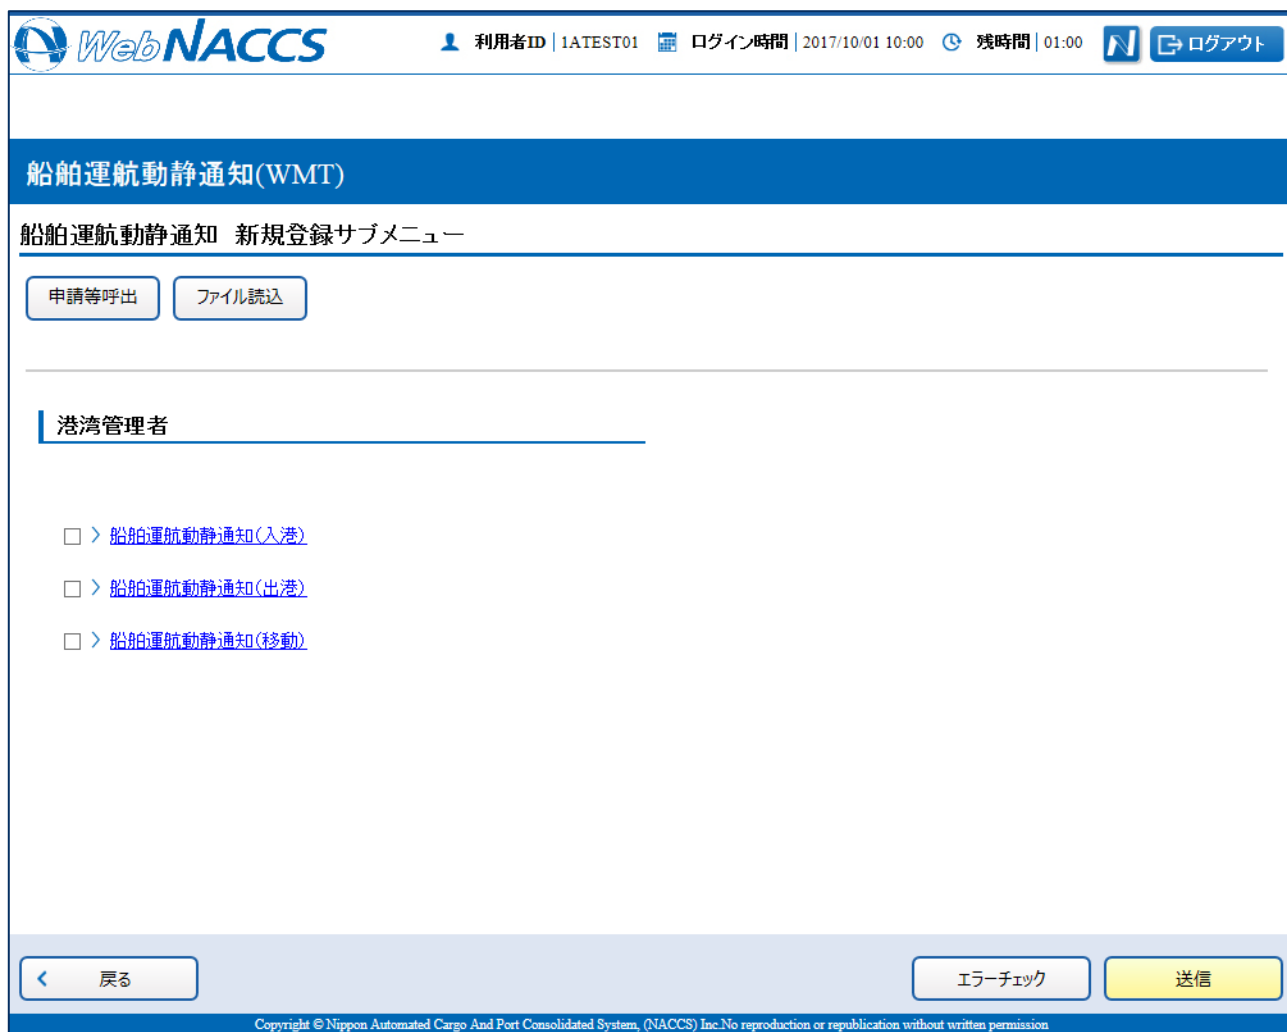 Web NACCS 利用者ID 1ATEST01 ログイン時間 2017/10/01 10:00 残時間 01:00 N ログアウト
船舶運航動静通知(WMT)
船舶運航動静通知 新規登録サブメニュー
申請等呼出 ファイル読込
港湾管理者
船舶運航動静通知(入港)
船舶運航動静通知(出港)
船舶運航動静通知(移動)
戻る エラーチェック 送信
Copyright © Nippon Automated Cargo And Port Consolidated System, (NACCS) Inc.No reproduction or republication without written permission